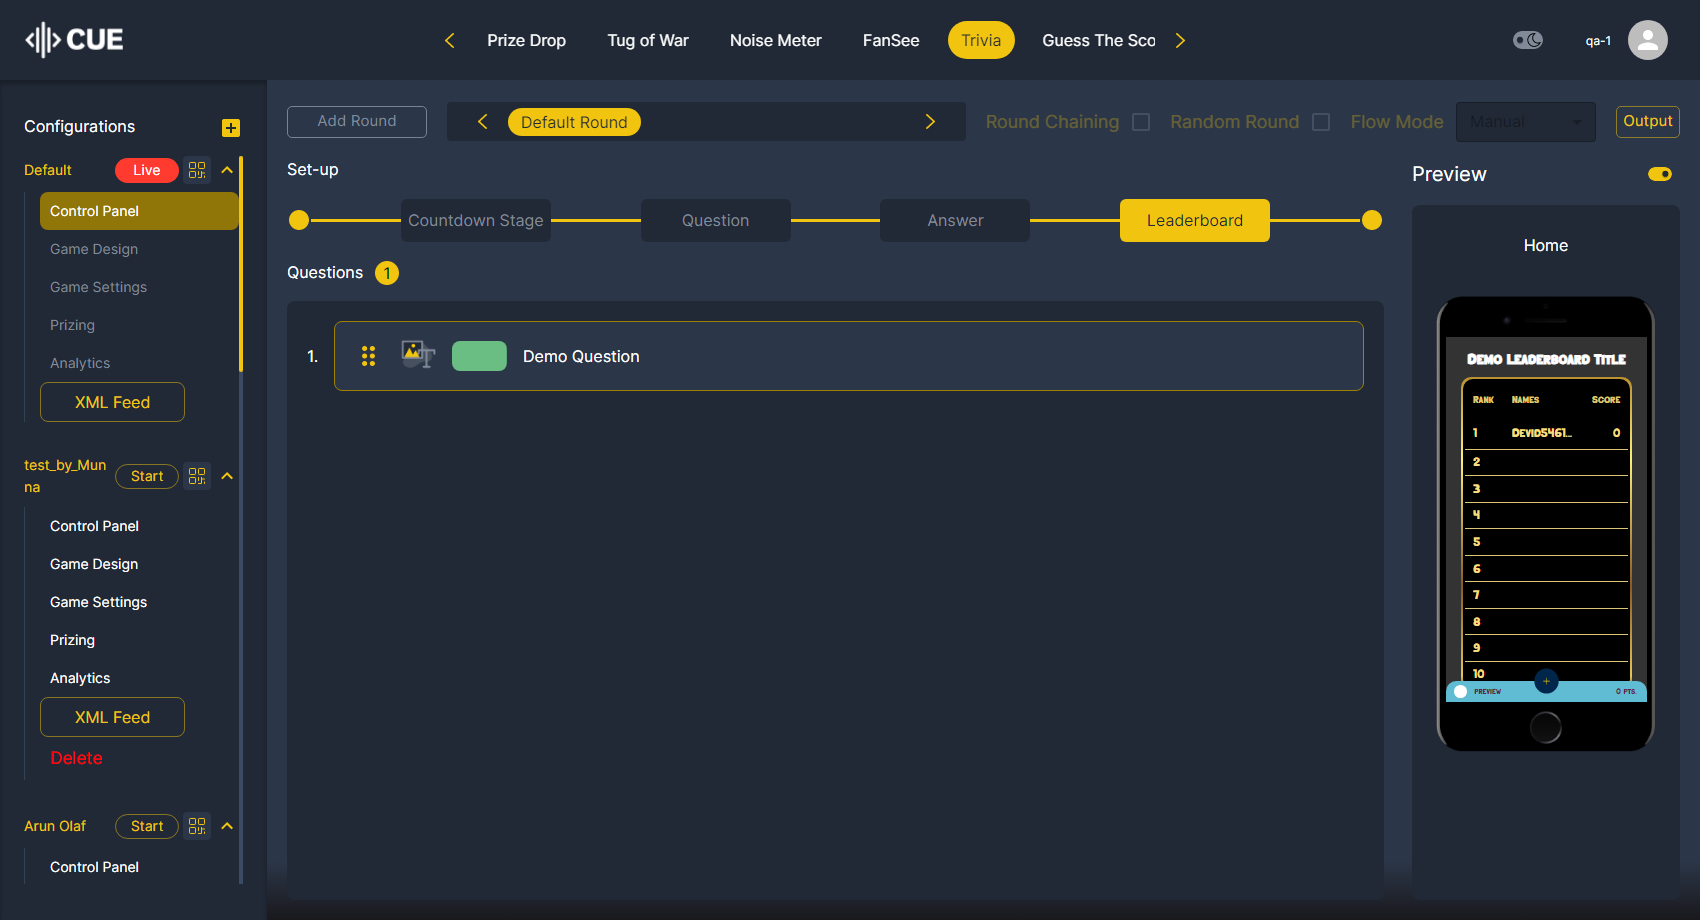 CUE
Prize Drop
Tug of War
Noise Meter
FanSee
Trivia
Guess The Sco
qa-1
Configurations
Default
Live
Control Panel
Game Design
Game Settings
Prizing
Analytics
XML Feed
test_by_Mun
na
Start
Control Panel
Game Design
Game Settings
Prizing
Analytics
XML Feed
Delete
Arun Olaf
Start
Control Panel
Add Round
Default Round
Round Chaining
Random Round
Flow Mode
Manual
Output
Set-up
Countdown Stage
Question
Answer
Leaderboard
Questions 1
1.
T
Demo Question
Preview
Home
Demo Leaderboard Title
Rank Names Score
1 Devid5461... 0
2
3
4
5
6
7
8
9
10
+
PREVIEW
0 PTS.